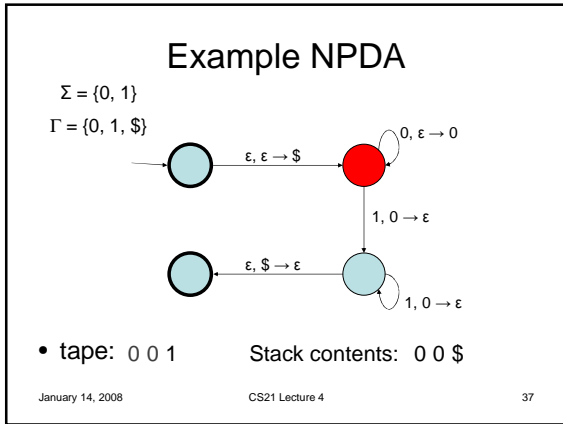 Example NPDA
Σ = {0, 1}
Γ = {0, 1, $}
ε, ε → $
0, ε → 0
1, 0 → ε
ε, $ → ε
1, 0 → ε
• tape: 0 0 1 Stack contents: 0 0 $
January 14, 2008 CS21 Lecture 4 37